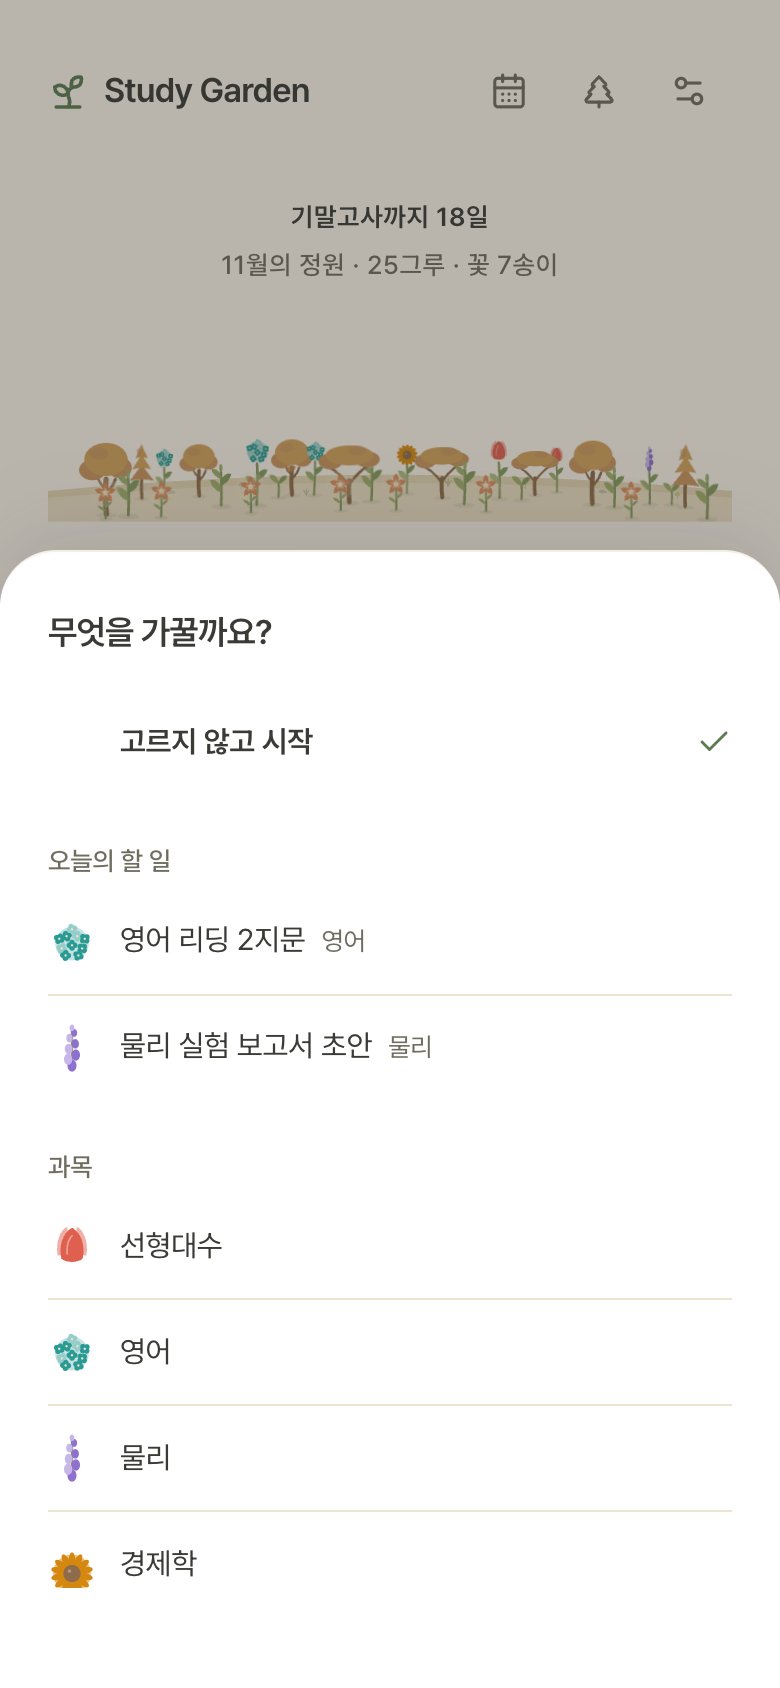 Study Garden
기말고사까지 18일
11월의 정원 · 25그루 · 꽃 7송이
무엇을 가꿀까요?
고르지 않고 시작
오늘의 할 일
영어 리딩 2지문 영어
물리 실험 보고서 초안 물리
과목
선형대수
영어
물리
경제학